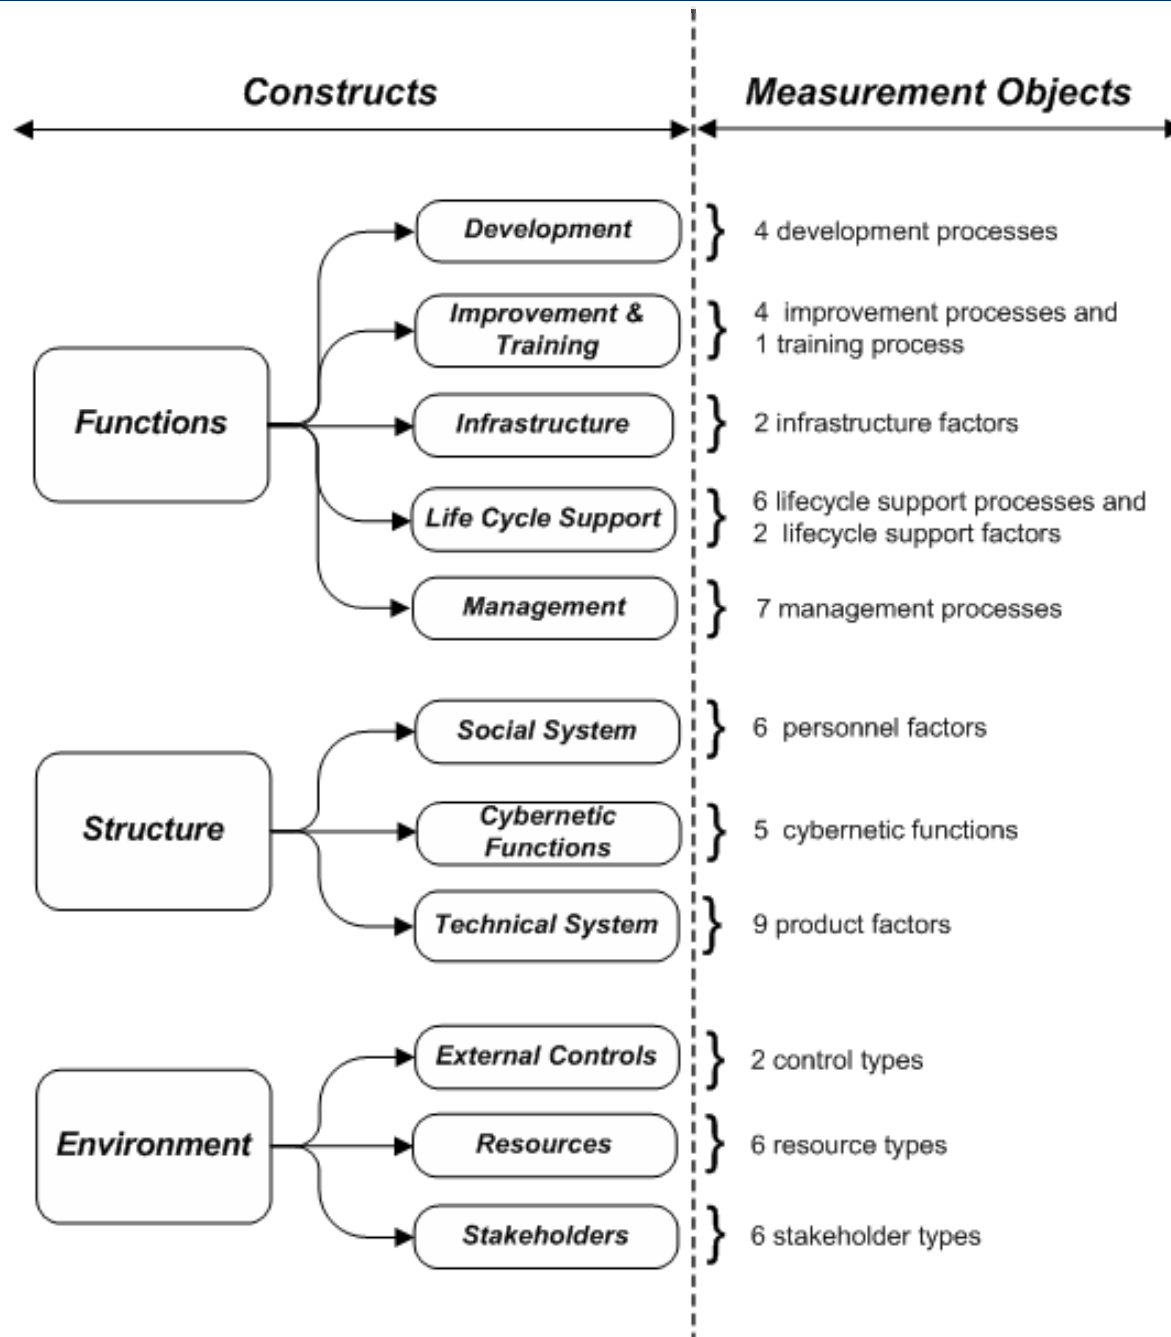 Constructs
Measurement Objects
Functions
Development
4 development processes
Improvement &
Training
4 improvement processes and
1 training process
Infrastructure
2 infrastructure factors
Life Cycle Support
6 lifecycle support processes and
2 lifecycle support factors
Management
7 management processes
Structure
Social System
6 personnel factors
Cybernetic
Functions
5 cybernetic functions
Technical System
9 product factors
Environment
External Controls
2 control types
Resources
6 resource types
Stakeholders
6 stakeholder types